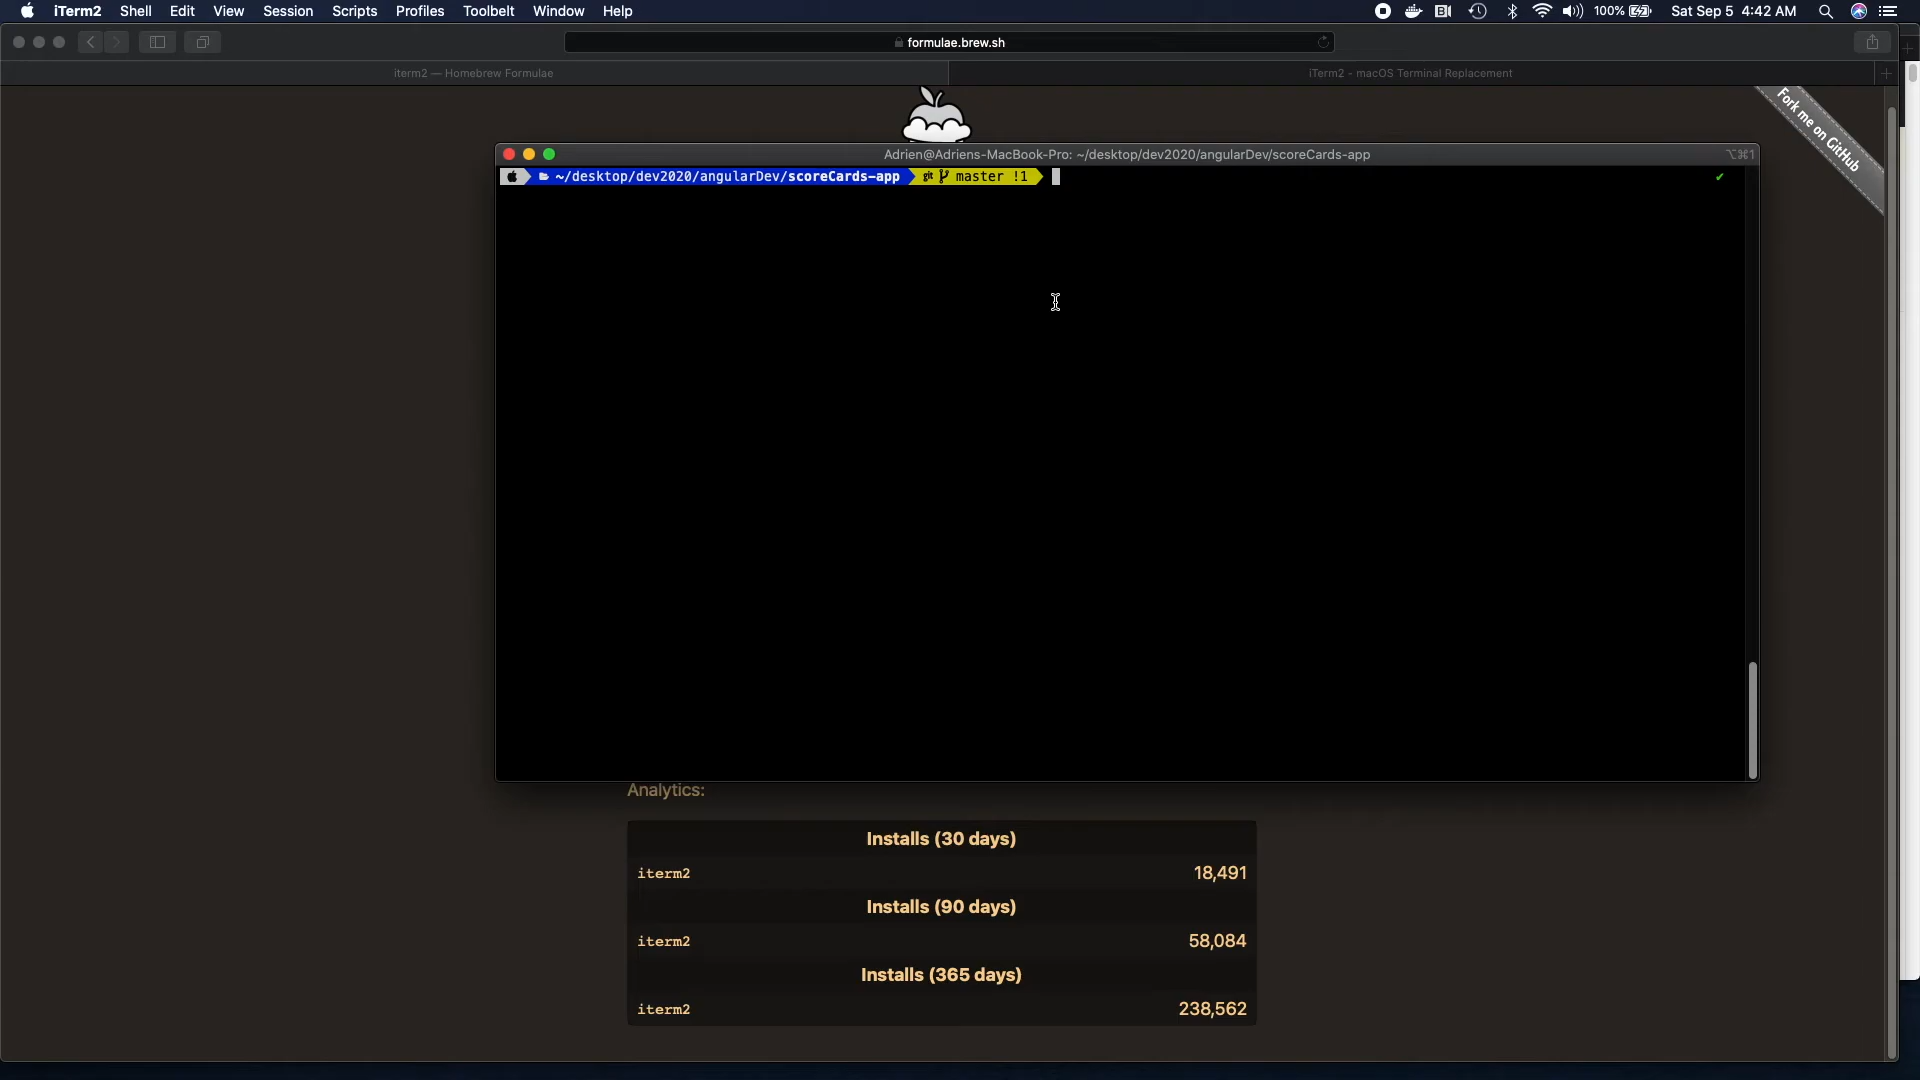 iTerm2 Shell Edit View Session Scripts Profiles Toolbelt Window Help 100% Sat Sep 5 4:42 AM
formulae.brew.sh
iterm2 — Homebrew Formulae iTerm2 - macOS Terminal Replacement
Fork me on GitHub
Adrien@Adriens-MacBook-Pro: ~/desktop/dev2020/angularDev/scoreCards-app ⌥⌘1
~/desktop/dev2020/angularDev/scoreCards-app git master !1 ✔
Analytics:
Installs (30 days)
iterm2 18,491
Installs (90 days)
iterm2 58,084
Installs (365 days)
iterm2 238,562